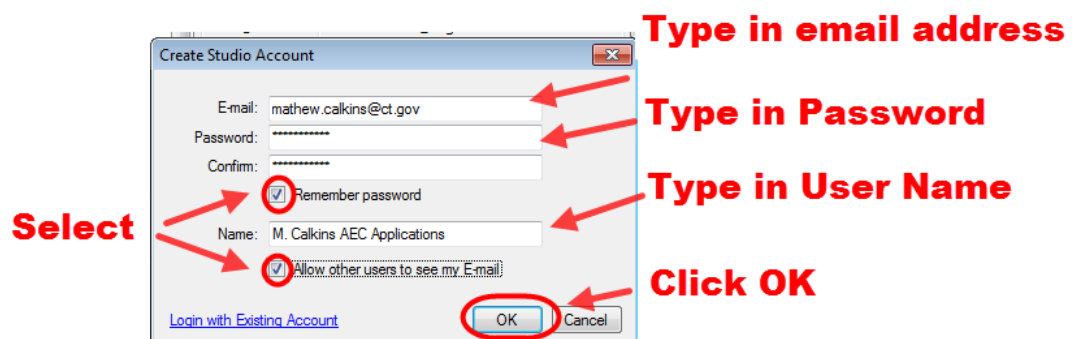 Type in email address
Create Studio Account
E-mail: mathew.calkins@ct.gov
Type in Password
Password: ***********
Confirm: ***********
Remember password
Type in User Name
Select
Name: M. Calkins AEC Applications
Allow other users to see my E-mail
Click OK
Login with Existing Account
OK
Cancel